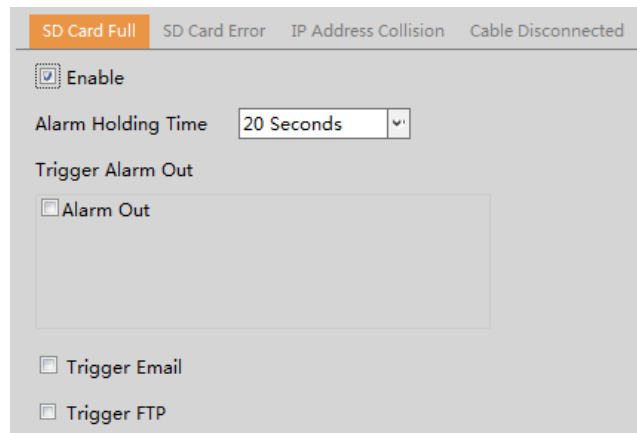 SD Card Full SD Card Error IP Address Collision Cable Disconnected
Enable
Alarm Holding Time 20 Seconds
Trigger Alarm Out
Alarm Out
Trigger Email
Trigger FTP